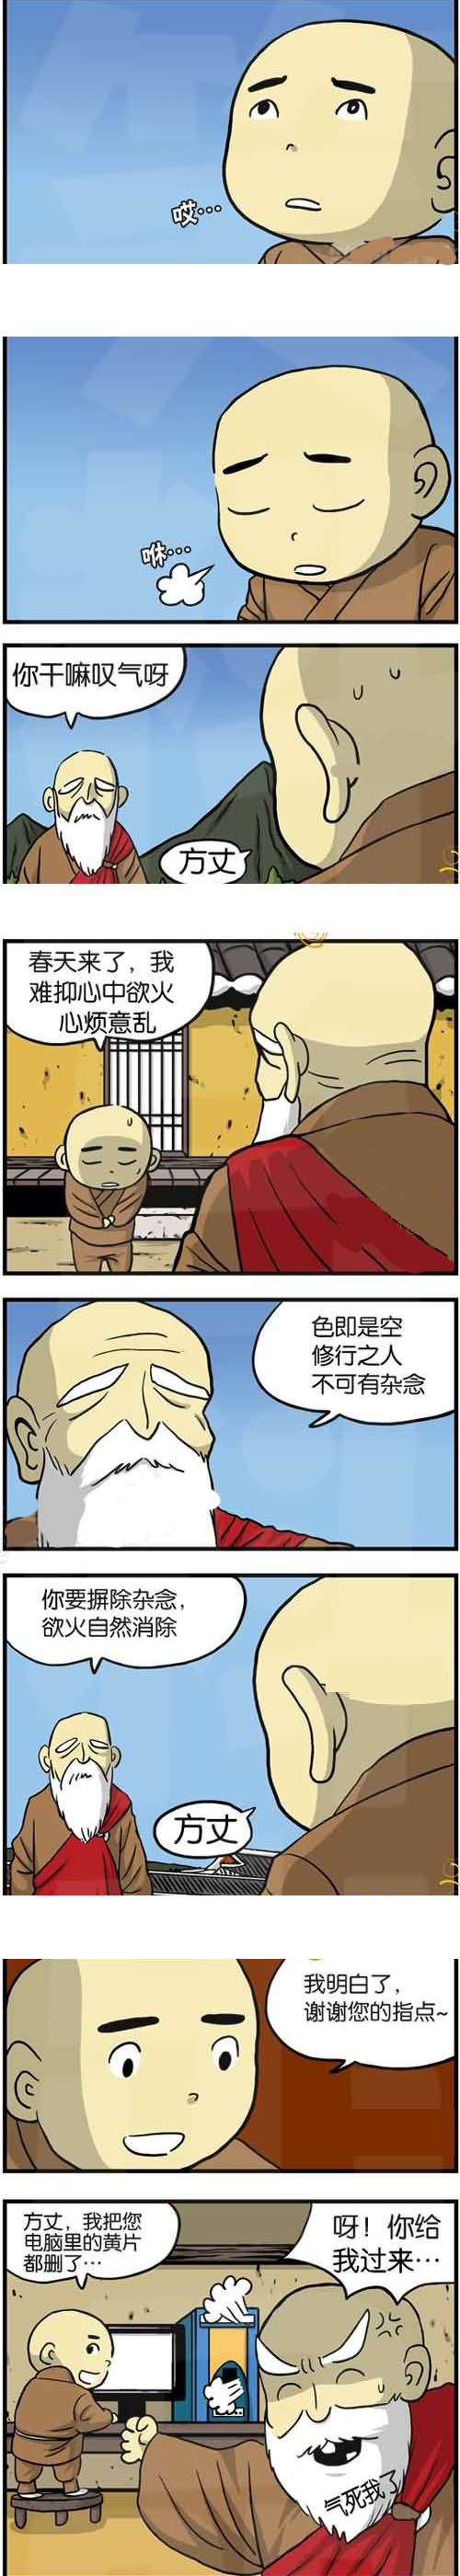 哎…
咻…
你干嘛叹气呀
方丈
春天来了，我
难抑心中欲火
心烦意乱
色即是空
修行之人
不可有杂念
你要摒除杂念，
欲火自然消除
方丈
我明白了，
谢谢您的指点~
方丈，我把您
电脑里的黄片
都删了…
呀！你给
我过来…
气死我了